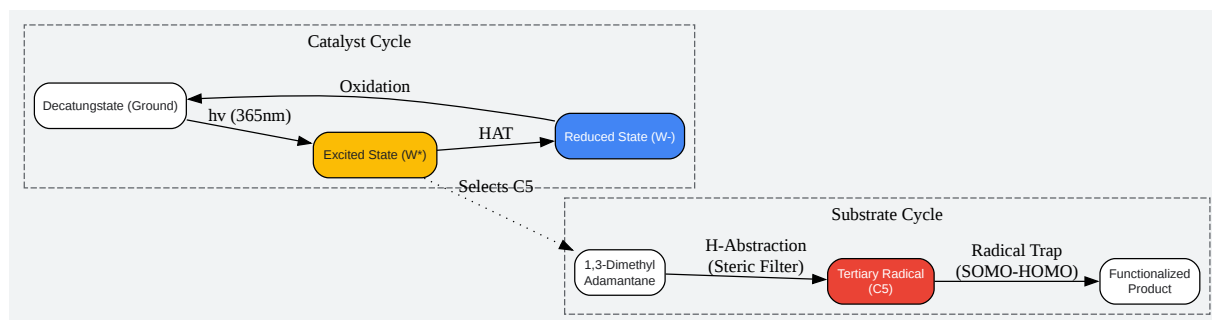 Catalyst Cycle
Oxidation
Decatungstate (Ground)
hv (365nm)
HAT
Reduced State (W-)
Excited State (W*)
Selects C5
Substrate Cycle
H-Abstraction
(Steric Filter)
Radical Trap
(SOMO-HOMO)
1,3-Dimethyl
Adamantane
Tertiary Radical
(C5)
Functionalized
Product